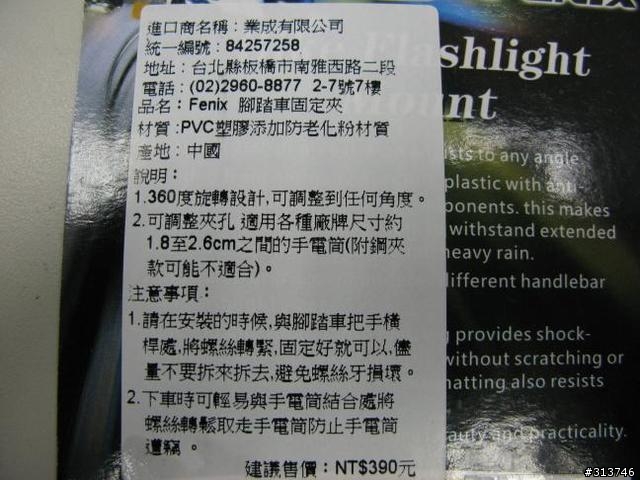 進口商名稱：業成有限公司
統一編號：84257258
地址：台北縣板橋市南雅西路二段
電話：(02)2960-8877 2-7號7樓
品名：Fenix 腳踏車固定夾
材質：PVC塑膠添加防老化粉材質
產地：中國
說明：
1.360度旋轉設計,可調整到任何角度。
2.可調整夾孔 適用各種廠牌尺寸約
1.8至2.6cm之間的手電筒(附鋼夾
款可能不適合)。
注意事項：
1.請在安裝的時候,與腳踏車把手橫
桿處,將螺絲轉緊,固定好就可以,儘
量不要拆來拆去,避免螺絲牙損壞。
2.下車時可輕易與手電筒結合處將
螺絲轉鬆取走手電筒防止手電筒
遭竊。
建議售價：NT$390元
ashlight
unt
sts to any angle
plastic with anti-
ponents. this makes
withstand extended
heavy rain.
different handlebar
g provides shock-
without scratching or
matting also resists
auty and practicality.
#313746